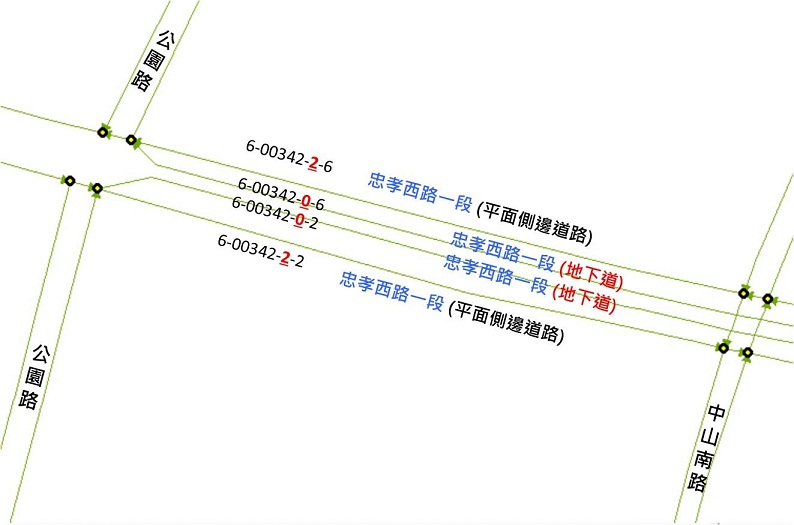 公園路
6-00342-2-6
忠孝西路一段 (平面側邊道路)
6-00342-0-6
忠孝西路一段 (地下道)
6-00342-0-2
忠孝西路一段 (地下道)
6-00342-2-2
忠孝西路一段 (平面側邊道路)
公園路
中山南路